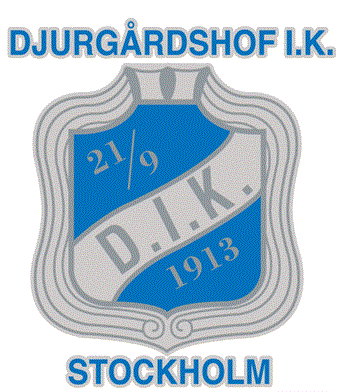 DJURGÅRDSHOF I.K.
21/9
D.I.K.
1913
STOCKHOLM